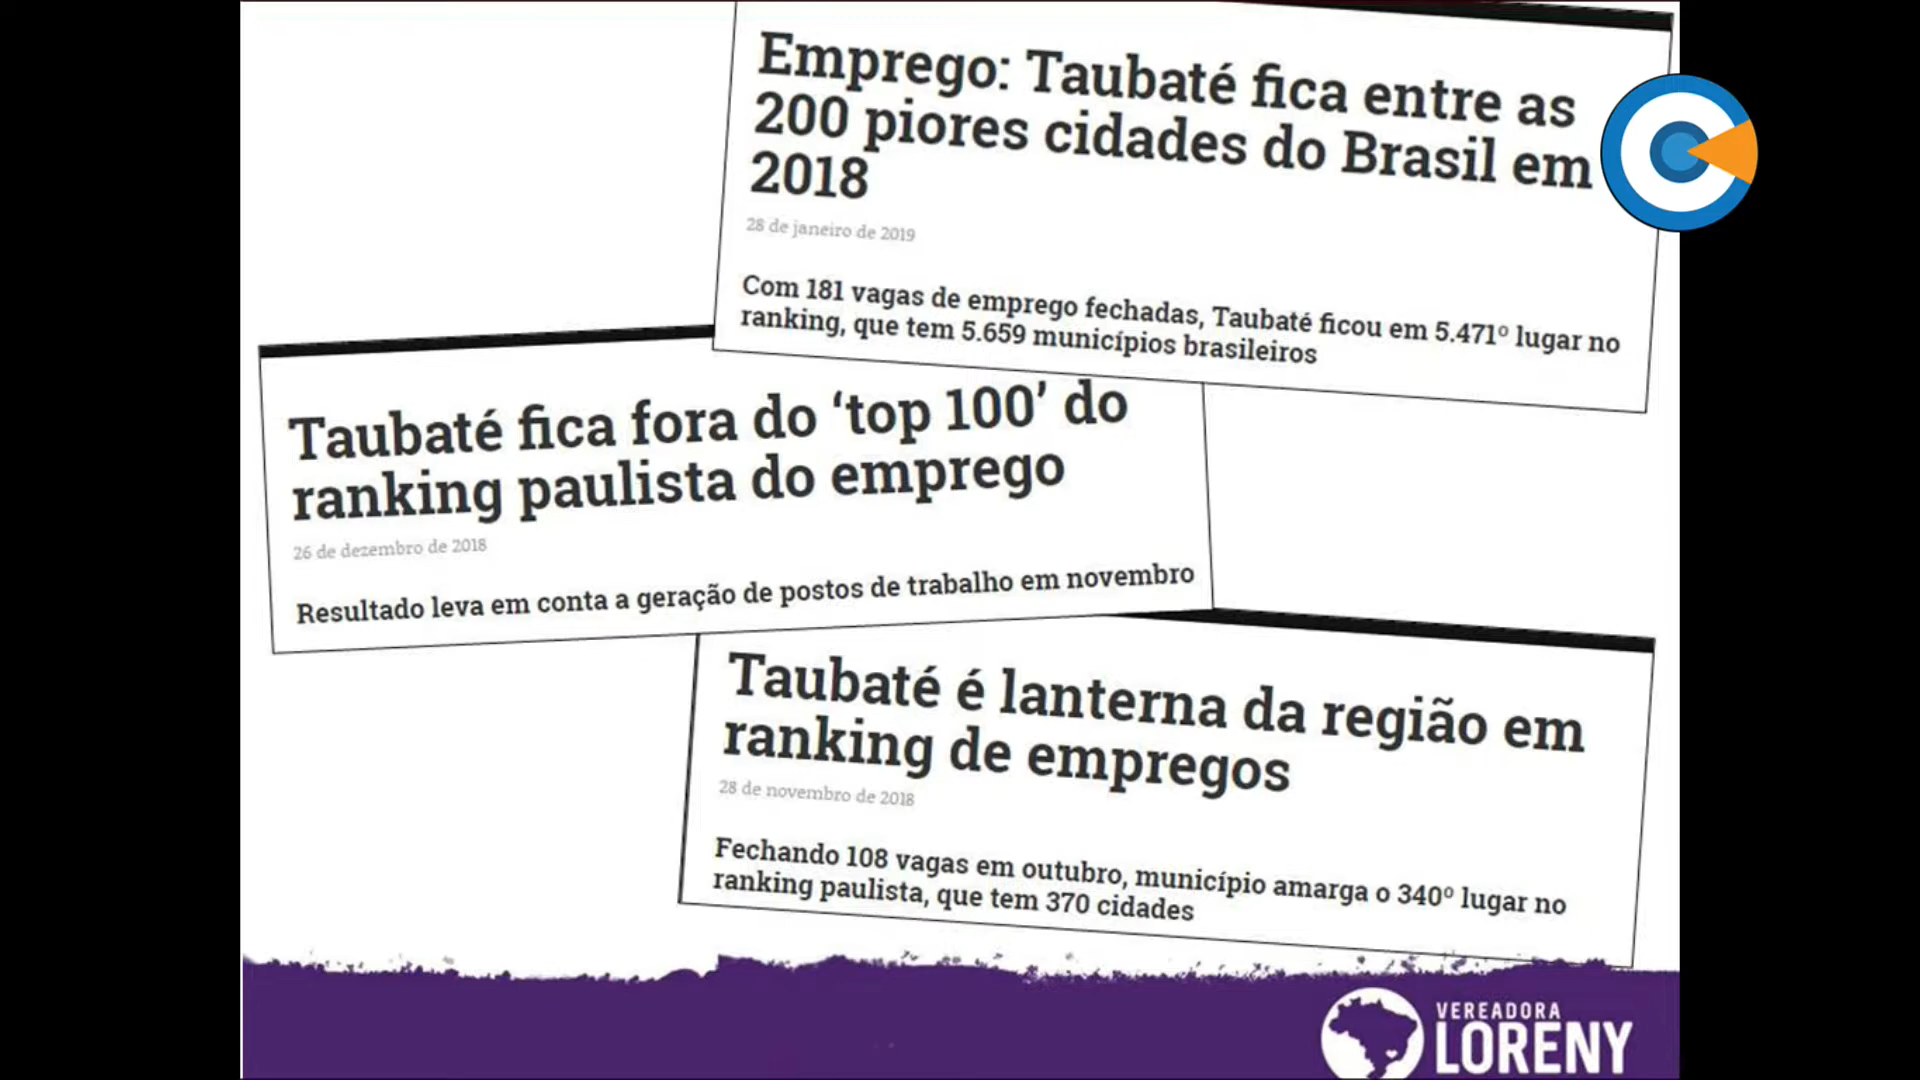 Emprego: Taubaté fica entre as
200 piores cidades do Brasil em
2018
28 de janeiro de 2019
Com 181 vagas de emprego fechadas, Taubaté ficou em 5.471º lugar no
ranking, que tem 5.659 municípios brasileiros
Taubaté fica fora do ‘top 100’ do
ranking paulista do emprego
26 de dezembro de 2018
Resultado leva em conta a geração de postos de trabalho em novembro
Taubaté é lanterna da região em
ranking de empregos
28 de novembro de 2018
Fechando 108 vagas em outubro, município amarga o 340º lugar no
ranking paulista, que tem 370 cidades
VEREADORA
LORENY